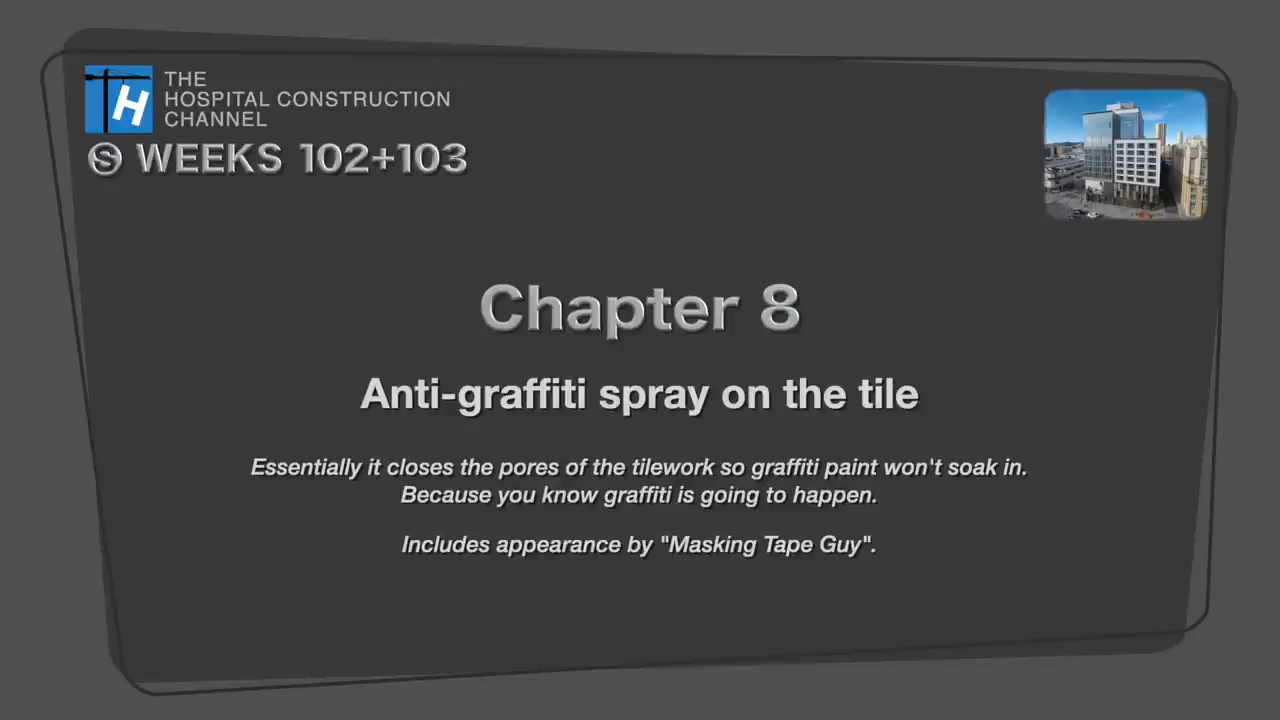 THE
HOSPITAL CONSTRUCTION
CHANNEL
H
S WEEKS 102+103
Chapter 8
Anti-graffiti spray on the tile
Essentially it closes the pores of the tilework so graffiti paint won't soak in.
Because you know graffiti is going to happen.
Includes appearance by "Masking Tape Guy".